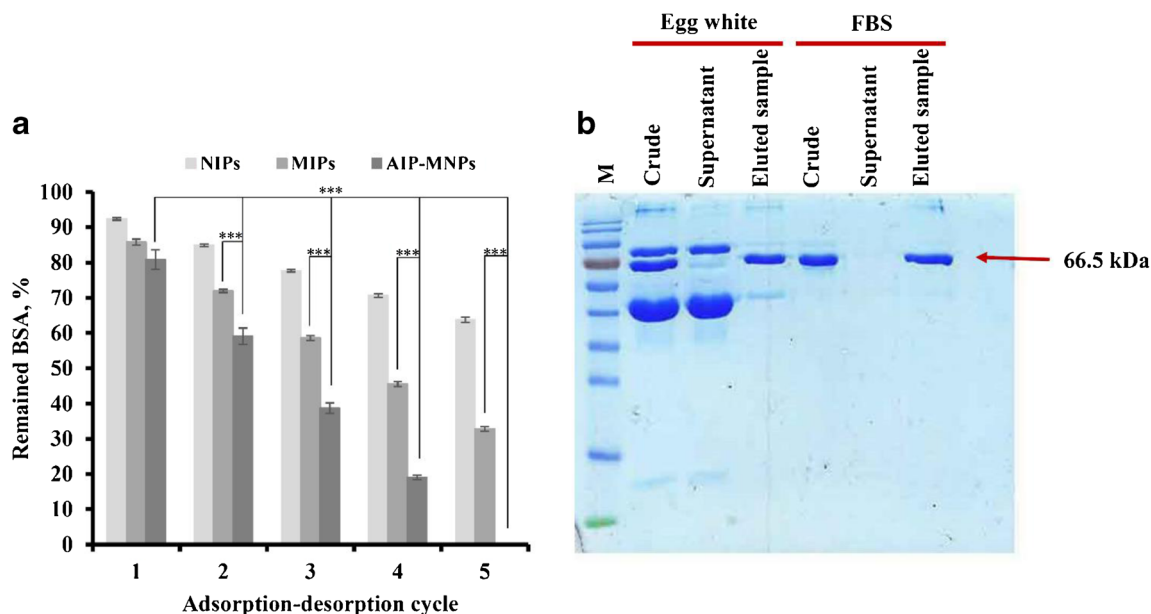 a
NIPs MIPs AIP-MNPs
Remained BSA, %
100
90
80
70
60
50
40
30
20
10
0
***
***
***
***
***
1 2 3 4 5
Adsorption-desorption cycle
b
Egg white FBS
M
Crude
Supernatant
Eluted sample
Crude
Supernatant
Eluted sample
66.5 kDa